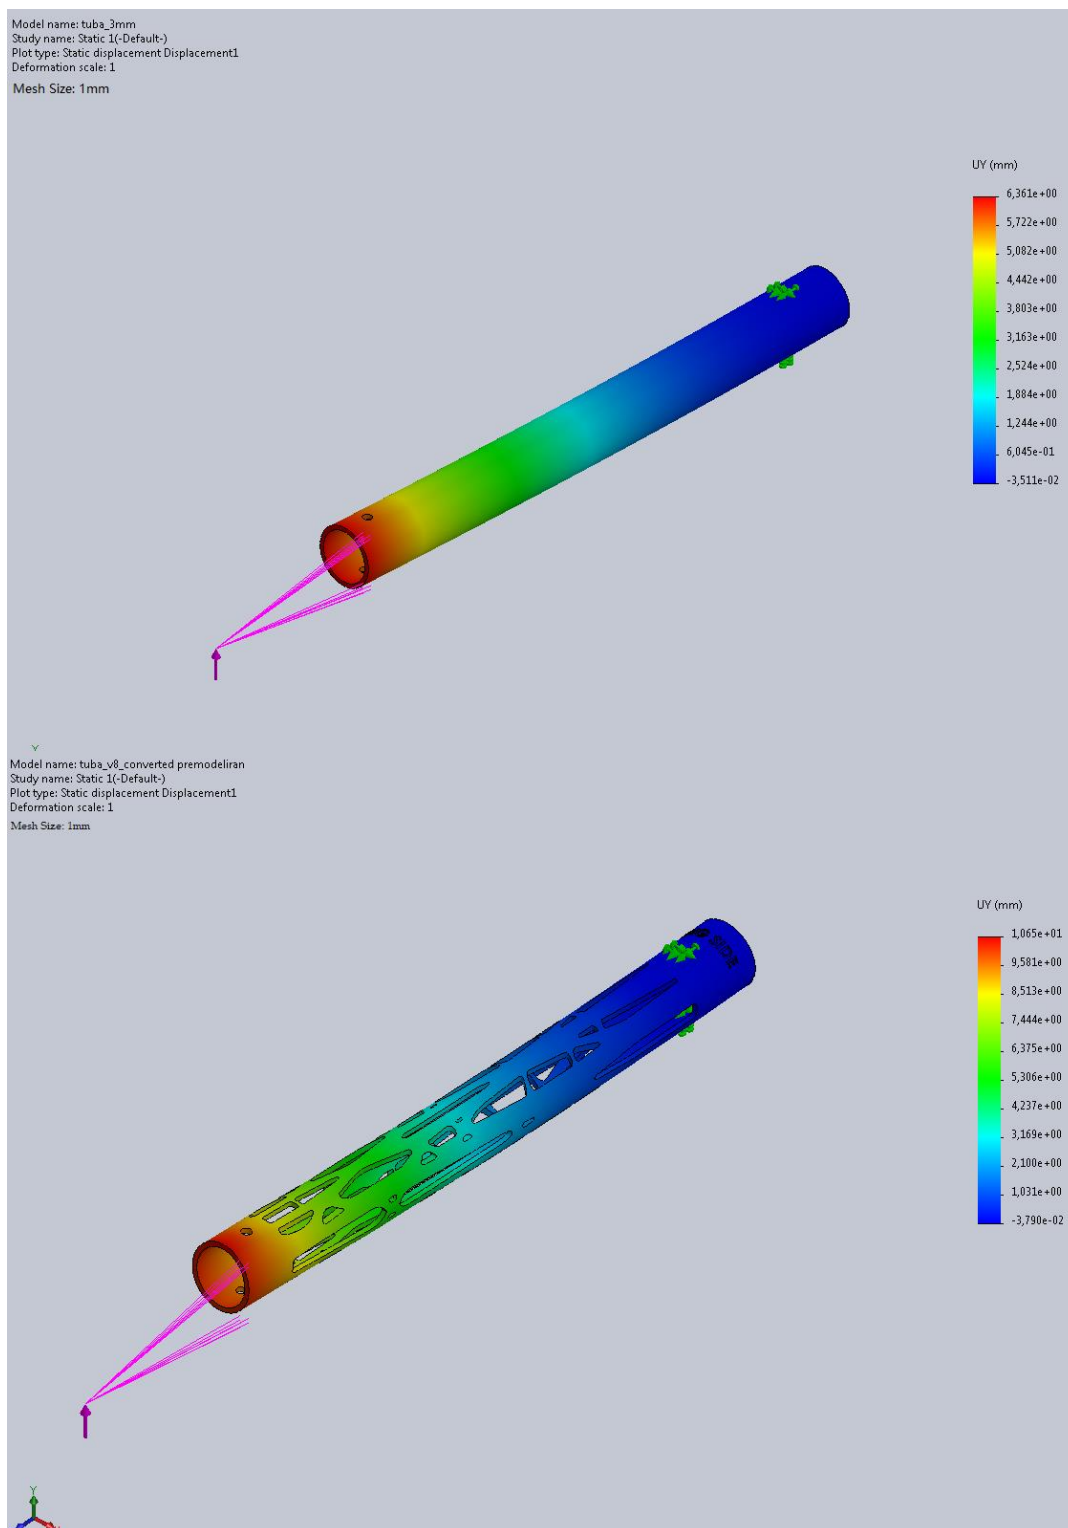 Model name: tuba_3mm
Study name: Static 1(-Default-)
Plot type: Static displacement Displacement1
Deformation scale: 1
Mesh Size: 1mm
UY (mm)
6,361e+00
5,722e+00
5,082e+00
4,442e+00
3,803e+00
3,163e+00
2,524e+00
1,884e+00
1,244e+00
6,045e-01
-3,511e-02
Y
Model name: tuba_v8_converted premodeliran
Study name: Static 1(-Default-)
Plot type: Static displacement Displacement1
Deformation scale: 1
Mesh Size: 1mm
UY (mm)
1,065e+01
9,581e+00
8,513e+00
7,444e+00
6,375e+00
5,306e+00
4,237e+00
3,169e+00
2,100e+00
1,031e+00
-3,790e-02
Y